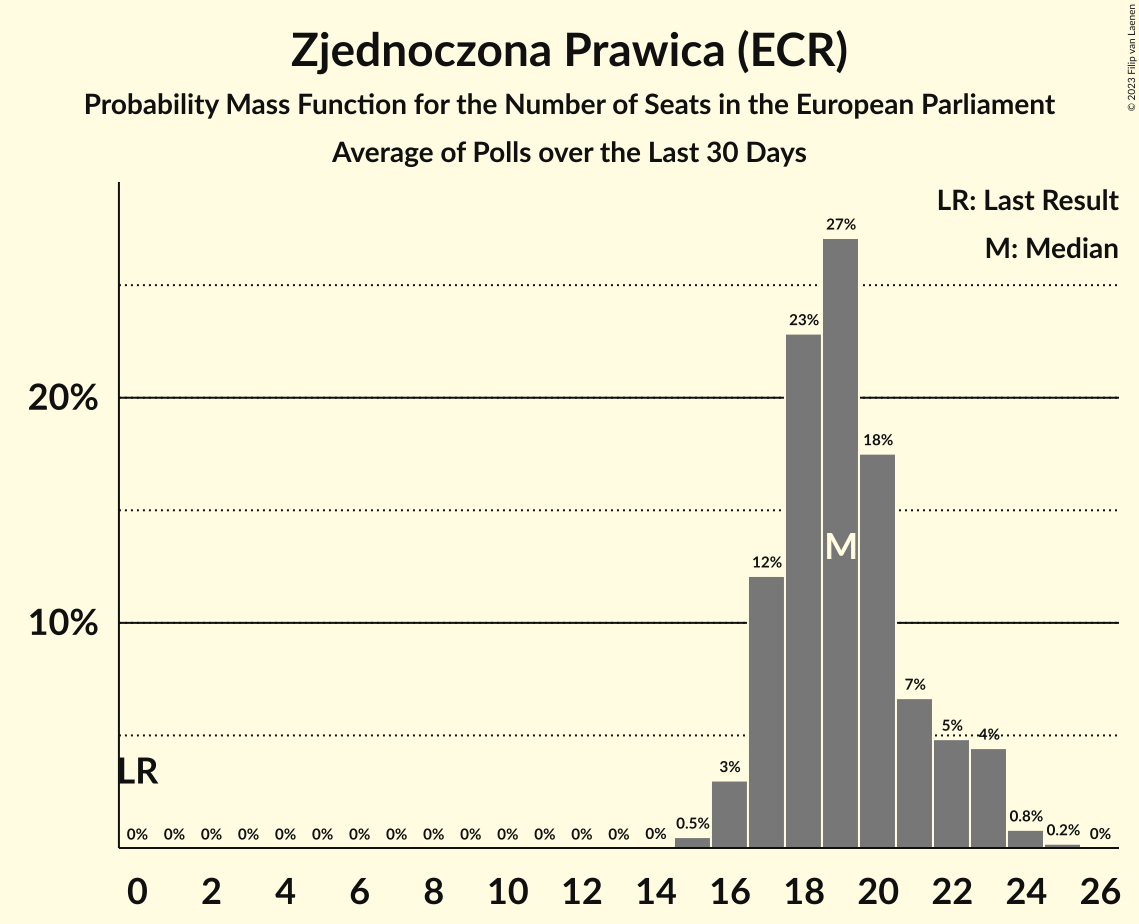 Zjednoczona Prawica (ECR)
Probability Mass Function for the Number of Seats in the European Parliament
Average of Polls over the Last 30 Days
© 2023 Filip van Laenen
LR: Last Result
M: Median
27%
23%
20%
18%
M
12%
10%
7%
5%
4%
LR
3%
0% 0% 0% 0% 0% 0% 0% 0% 0% 0% 0% 0% 0% 0% 0% 0.5% 0.8% 0.2% 0%
0 2 4 6 8 10 12 14 16 18 20 22 24 26